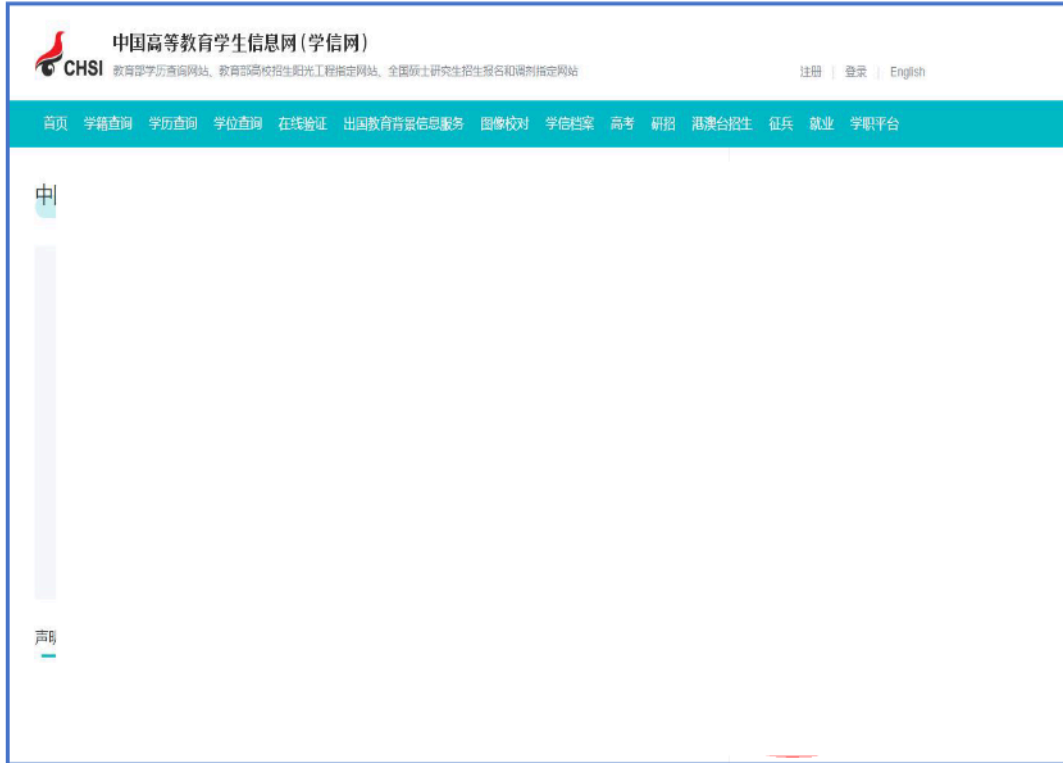 中国高等教育学生信息网(学信网)
CHSI 教育部学历查询网站、教育部高校招生阳光工程指定网站、全国硕士研究生招生报名和调剂指定网站
注册 | 登录 | English
首页 学籍查询 学历查询 学位查询 在线验证 出国教育背景信息服务 图像校对 学信档案 高考 研招 港澳台招生 征兵 就业 学职平台
中
声明